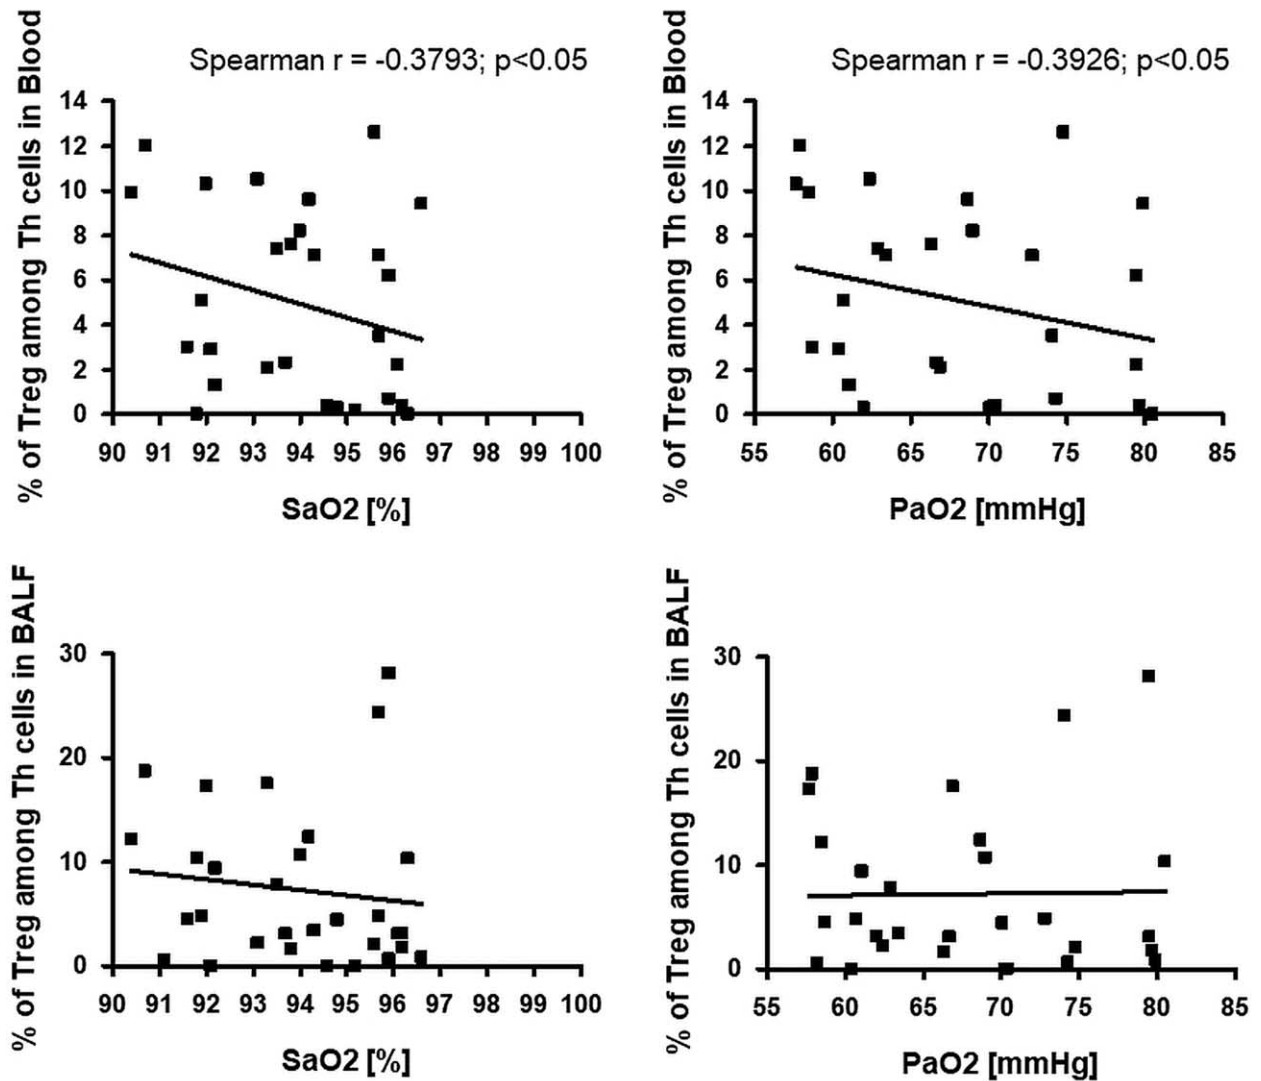 Spearman r = -0.3793; p<0.05
% of Treg among Th cells in Blood
14
12
10
8
6
4
2
0
90 91 92 93 94 95 96 97 98 99 100
SaO2 [%]
Spearman r = -0.3926; p<0.05
% of Treg among Th cells in Blood
14
12
10
8
6
4
2
0
55 60 65 70 75 80 85
PaO2 [mmHg]
% of Treg among Th cells in BALF
30
20
10
0
90 91 92 93 94 95 96 97 98 99 100
SaO2 [%]
% of Treg among Th cells in BALF
30
20
10
0
55 60 65 70 75 80 85
PaO2 [mmHg]